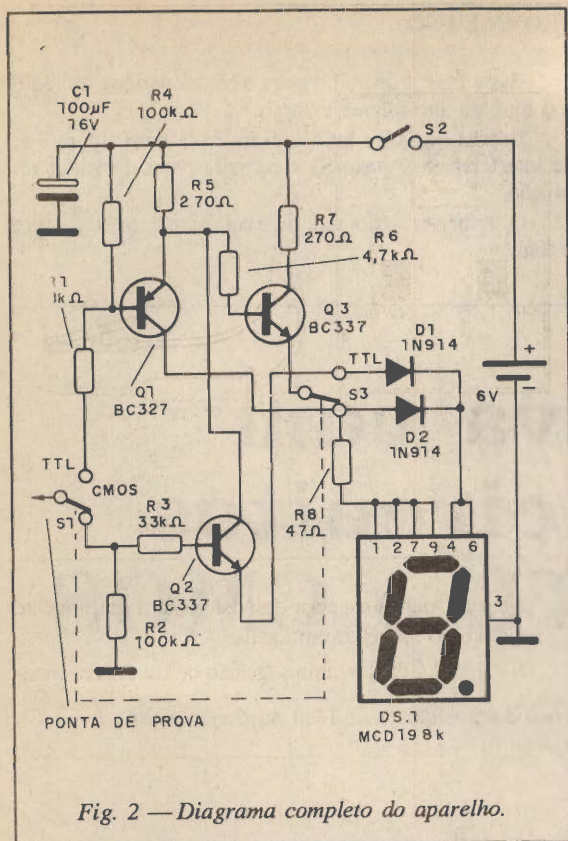 C1
100µF
16V
R4
100kΩ
S2
R5
270Ω
R7
270Ω
R6
4,7kΩ
Q3
BC337
D1
1N914
TTL
+
−
6V
S3
D2
1N914
Q1
BC327
TTL
CMOS
S1
R3
33kΩ
R8
47Ω
Q2
BC337
R2
100kΩ
1 2 7 9 4 6
3
PONTA DE PROVA
DS.1
MCD198k
Fig. 2 — Diagrama completo do aparelho.